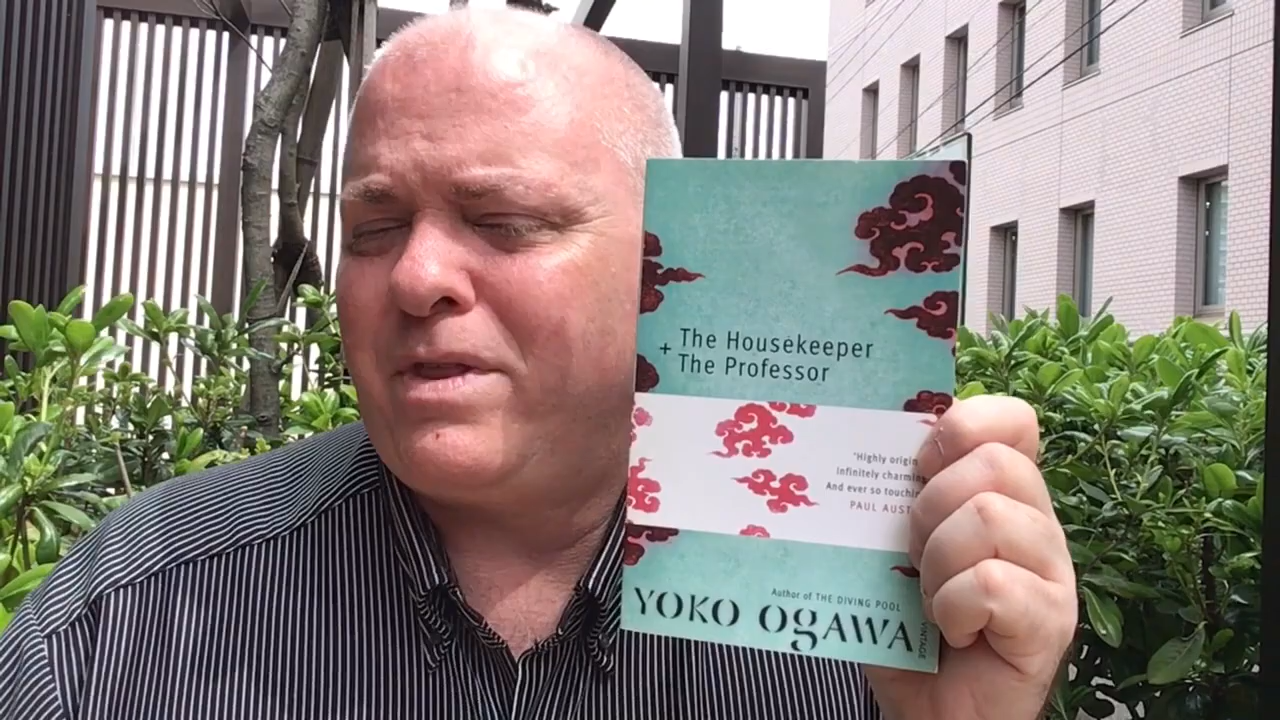 The Housekeeper
+ The Professor
"Highly origin
Infinitely charming
And ever so touchin
PAUL AUST
Author of THE DIVING POOL
YOKO OGAWA
VINTAGE